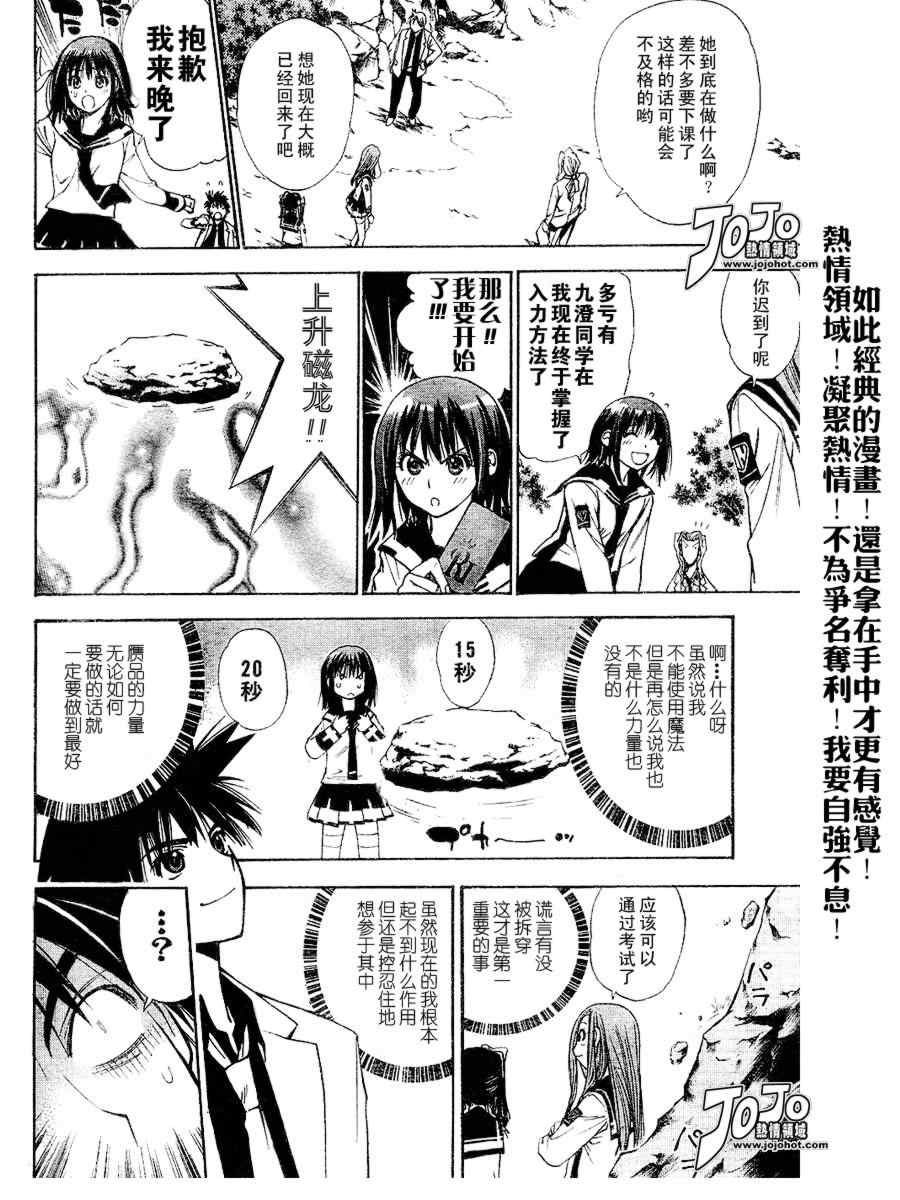 她到底在做什么啊?
差不多要下课了
这样的话可能会
不及格的哟
想她现在大概
已经回来了吧
抱歉
我来晚了
JOJO
熱情領域
www.jojohot.com
你迟到了呢
多亏有
九澄同学在
我现在终于掌握了
入力方法
那么!!
我要开始
了!!!
上升磁龙!!
啊…什么呀
虽然说我
不能使用魔法
但是再怎么说我也
不是什么力量也
没有的
15
秒
20
秒
赝品的力量
无论如何
要做的话就
一定要做到最好
应该可以
通过考试了
パラ
谎言有没
被拆穿
这才是第一
重要的事
虽然现在的我根本
起不到什么作用
但还是控忍住地
想参于其中
…?
JOJO
熱情領域
www.jojohot.com
如此經典的漫畫!還是拿在手中才更有感覺!
熱情領域!凝聚熱情!不為爭名奪利!我要自強不息!